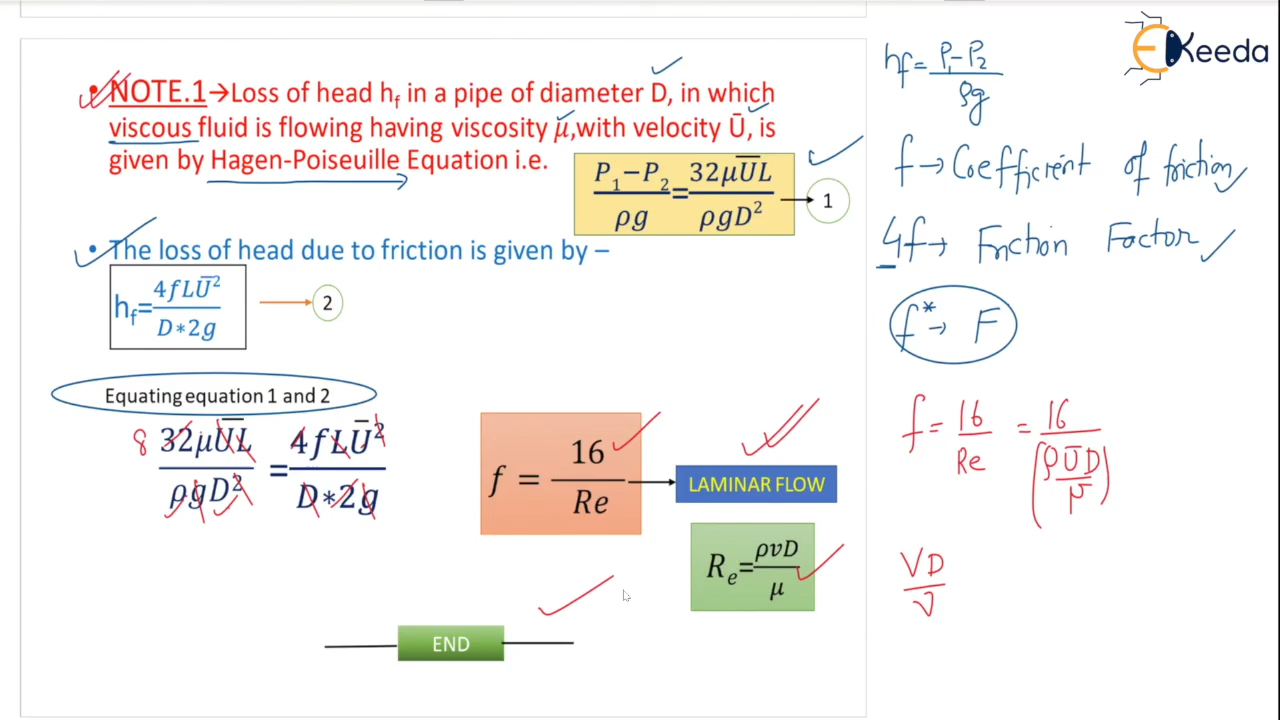 • NOTE.1→Loss of head hf in a pipe of diameter D, in which
viscous fluid is flowing having viscosity μ,with velocity Ū, is
given by Hagen-Poiseuille Equation i.e.
P1−P2/ρg=32μŪL/ρgD² → 1
• The loss of head due to friction is given by –
hf=4fLŪ²/D∗2g → 2
Equating equation 1 and 2
8 32μŪL/ρgD² = 4fLŪ²/D∗2g
f = 16/Re → LAMINAR FLOW
Re=ρvD/μ
END
EKeeda
hf = P1-P2/ρg
f → Coefficient of friction
4f → Friction Factor
f* → F
f = 16/Re = 16/(ρŪD/μ)
VD/ν